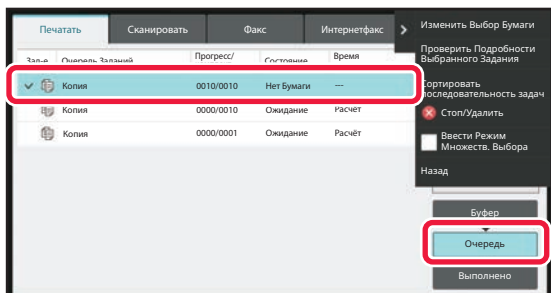 Печатать
Сканировать
Факс
Интернетфакс
Изменить Выбор Бумаги
Проверить Подробности
Выбранного Задания
Сортировать
последовательность задач
Стоп/Удалить
Ввести Режим
Множеств. Выбора
Назад
Зад-е Очередь Заданий Прогресс/ Состояние Время
Копия 0010/0010 Нет Бумаги ---
Копия 0000/0010 Ожидание Расчёт
Копия 0000/0001 Ожидание Расчёт
Буфер
Очередь
Выполнено